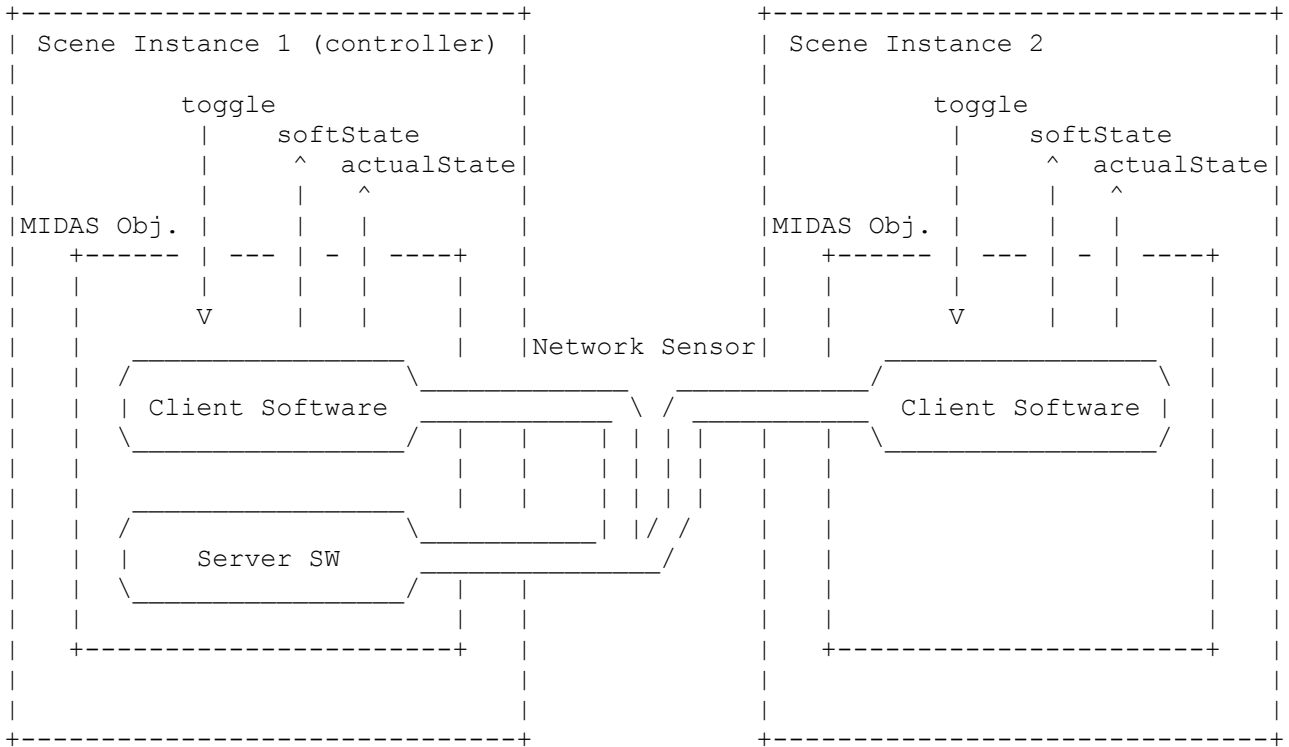 Scene Instance 1 (controller) Scene Instance 2
toggle toggle
softState softState
actualState actualState
MIDAS Obj. MIDAS Obj.
Network Sensor
Client Software Client Software
Server SW